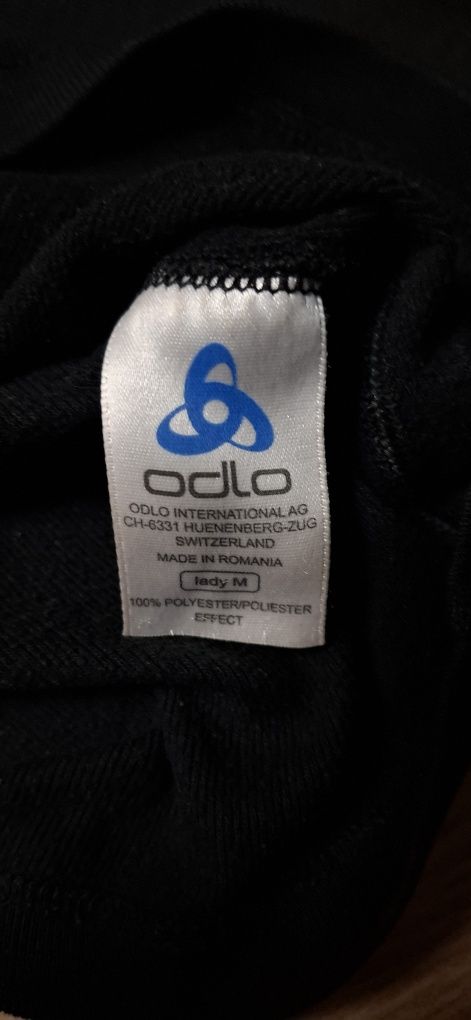 odlo
ODLO INTERNATIONAL AG
CH-6331 HUENENBERG-ZUG
SWITZERLAND
MADE IN ROMANIA
lady M
100% POLYESTER/POLIESTER
EFFECT